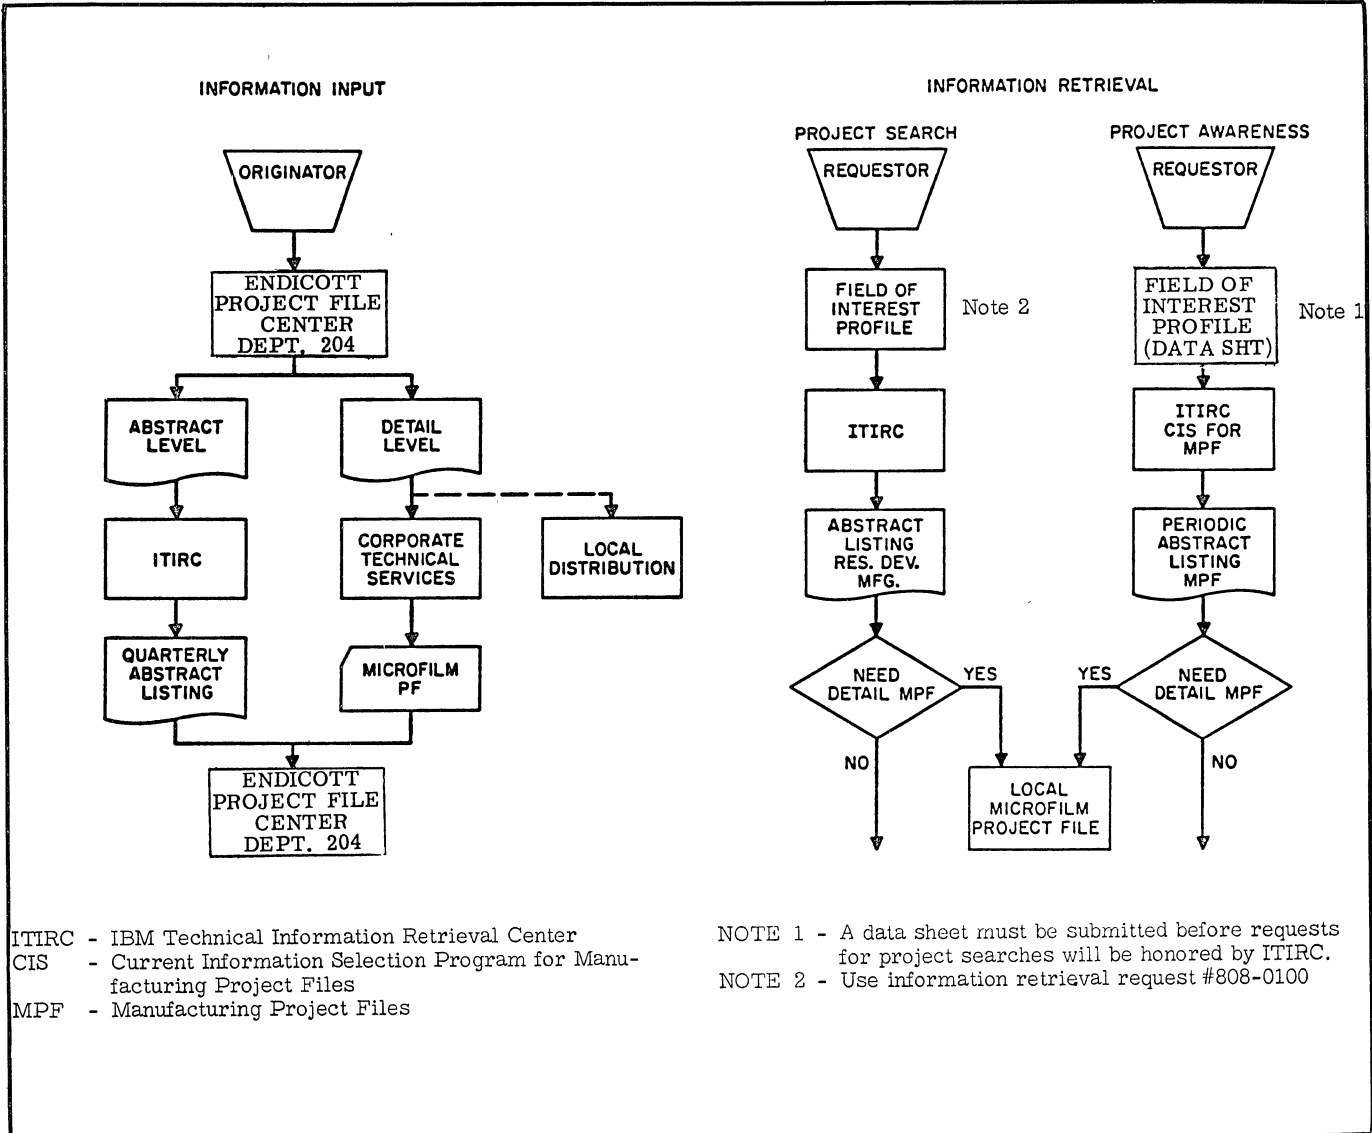 INFORMATION INPUT
ORIGINATOR
ENDICOTT
PROJECT FILE
CENTER
DEPT. 204
ABSTRACT
LEVEL
DETAIL
LEVEL
ITIRC
CORPORATE
TECHNICAL
SERVICES
LOCAL
DISTRIBUTION
QUARTERLY
ABSTRACT
LISTING
MICROFILM
PF
ENDICOTT
PROJECT FILE
CENTER
DEPT. 204
INFORMATION RETRIEVAL
PROJECT SEARCH
REQUESTOR
FIELD OF
INTEREST
PROFILE
Note 2
ITIRC
ABSTRACT
LISTING
RES. DEV.
MFG.
NEED
DETAIL MPF
YES
NO
PROJECT AWARENESS
REQUESTOR
FIELD OF
INTEREST
PROFILE
(DATA SHT)
Note 1
ITIRC
CIS FOR
MPF
PERIODIC
ABSTRACT
LISTING
MPF
NEED
DETAIL MPF
YES
NO
LOCAL
MICROFILM
PROJECT FILE
ITIRC - IBM Technical Information Retrieval Center
CIS - Current Information Selection Program for Manu-
facturing Project Files
MPF - Manufacturing Project Files
NOTE 1 - A data sheet must be submitted before requests
for project searches will be honored by ITIRC.
NOTE 2 - Use information retrieval request #808-0100